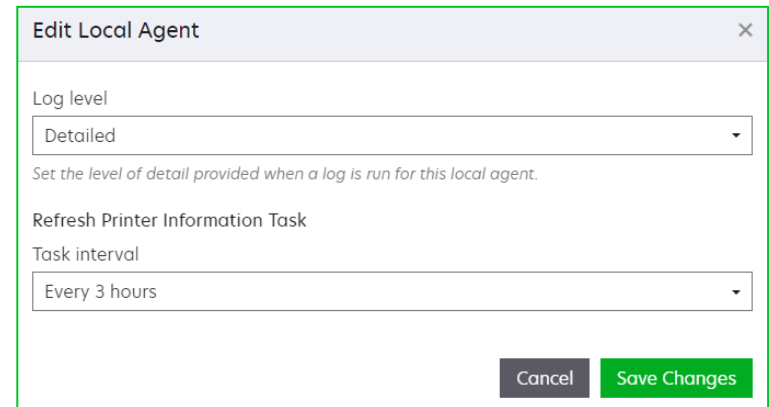 Edit Local Agent ×
Log level
Detailed
Set the level of detail provided when a log is run for this local agent.
Refresh Printer Information Task
Task interval
Every 3 hours
Cancel Save Changes